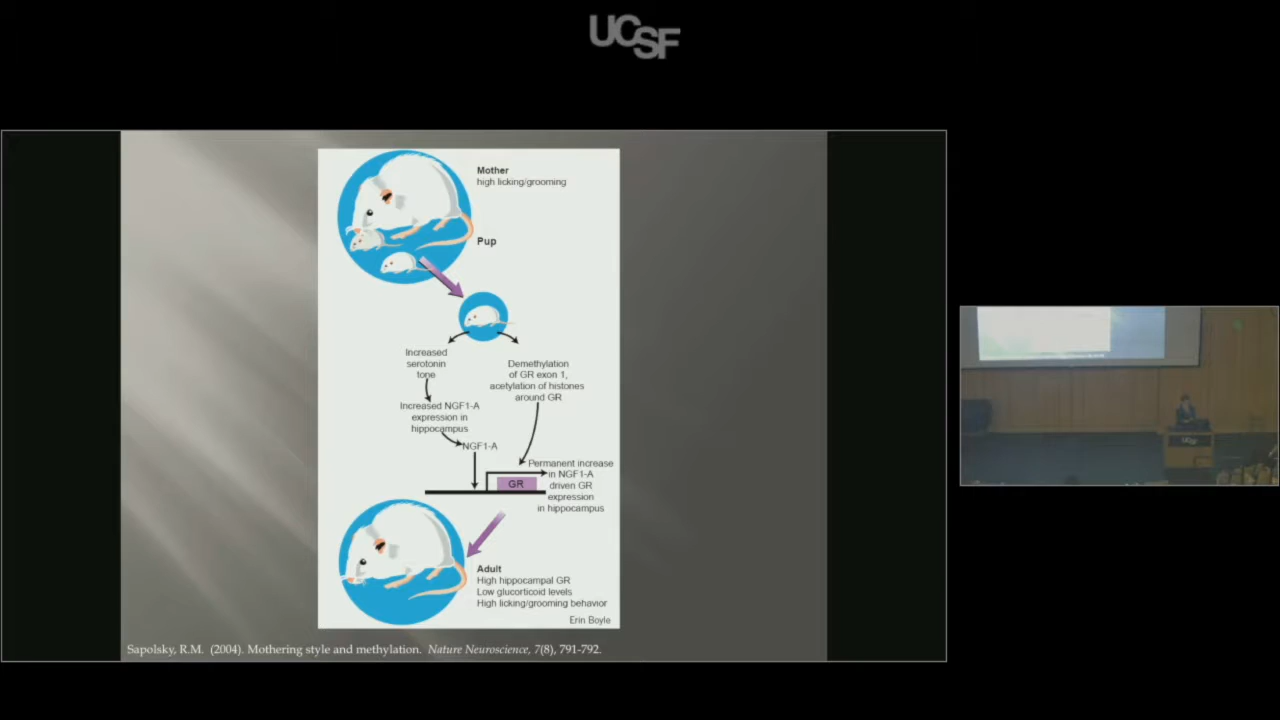 UCSF
Mother
high licking/grooming
Pup
Increased
serotonin
tone
Demethylation
of GR exon 1,
acetylation of histones
around GR
Increased NGF1-A
expression in
hippocampus
NGF1-A
Permanent increase
in NGF1-A
driven GR
expression
in hippocampus
GR
Adult
High hippocampal GR
Low glucorticoid levels
High licking/grooming behavior
Erin Boyle
Sapolsky, R.M. (2004). Mothering style and methylation. Nature Neuroscience, 7(8), 791-792.
UCSF